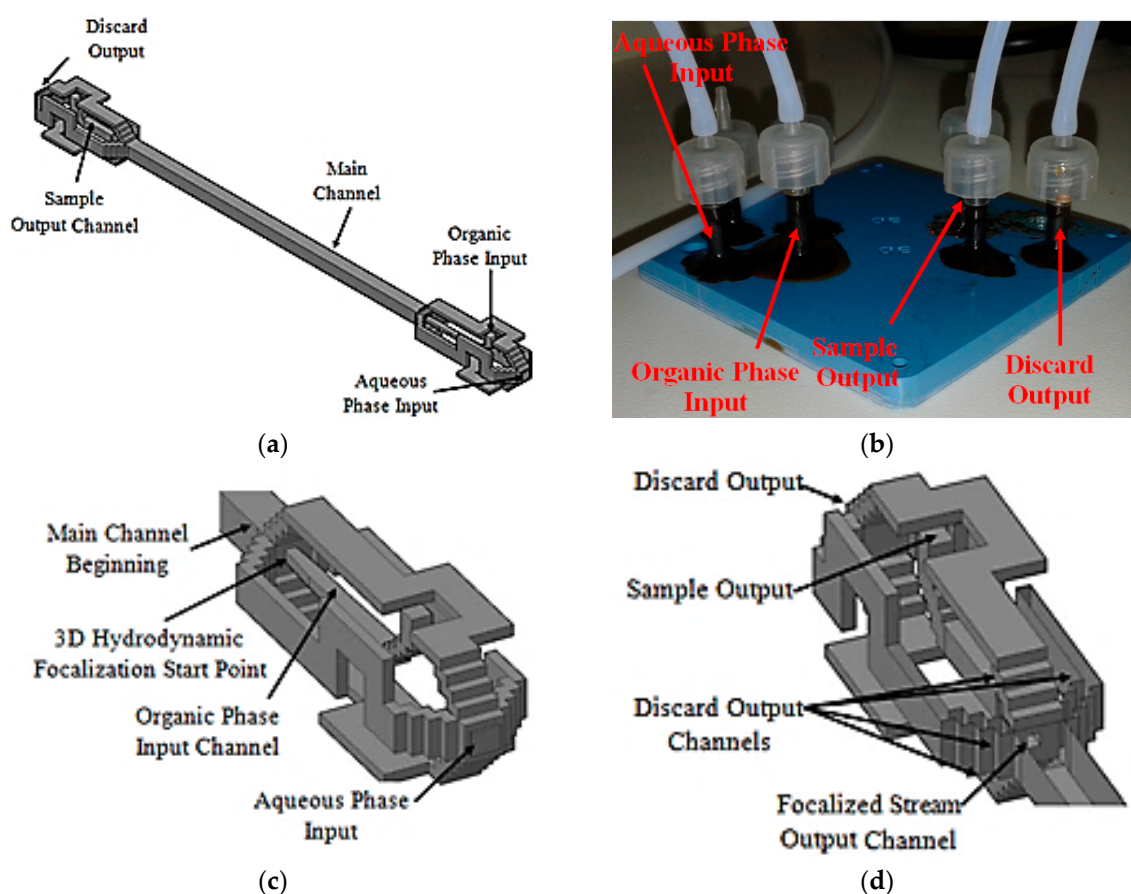 Discard
Output
Sample
Output Channel
Main
Channel
Organic
Phase Input
Aqueous
Phase Input
(a)
Aqueous Phase
Input
Organic Phase
Input
Sample
Output
Discard
Output
(b)
Main Channel
Beginning
3D Hydrodynamic
Focalization Start Point
Organic Phase
Input Channel
Aqueous Phase
Input
(c)
Discard Output
Sample Output
Discard Output
Channels
Focalized Stream
Output Channel
(d)